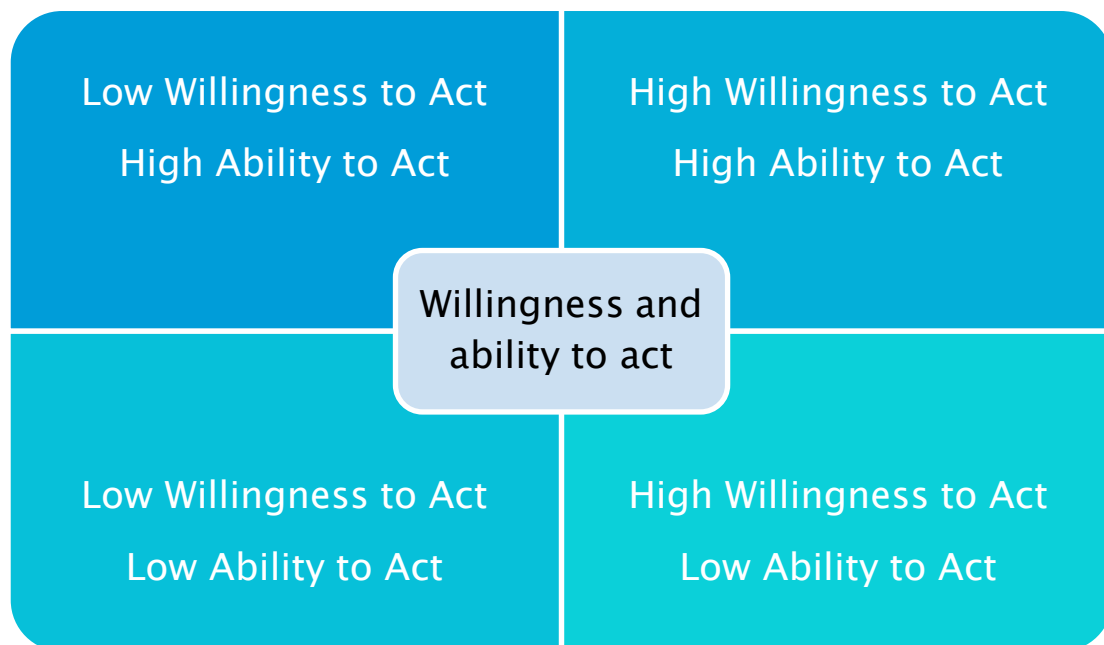 Low Willingness to Act
High Ability to Act
High Willingness to Act
High Ability to Act
Willingness and
ability to act
Low Willingness to Act
Low Ability to Act
High Willingness to Act
Low Ability to Act